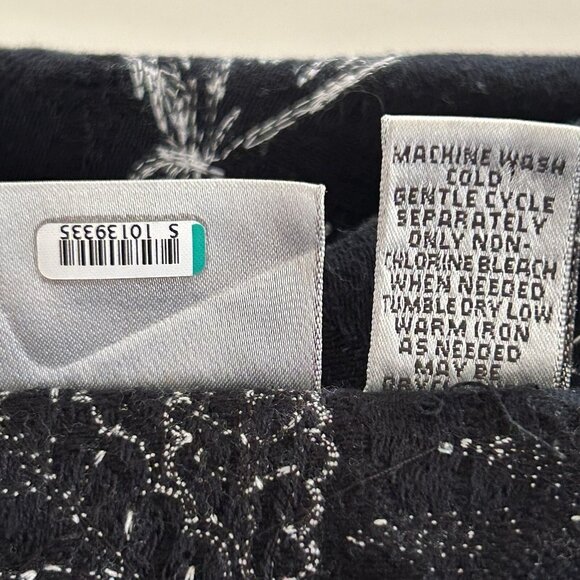 S 10139335
MACHINE WASH
COLD
GENTLE CYCLE
SEPARATELY
ONLY NON-
CHLORINE BLEACH
WHEN NEEDED
TUMBLE DRY LOW
WARM IRON
AS NEEDED
MAY BE